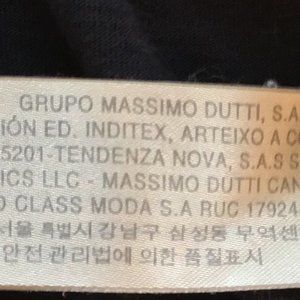 GRUPO MASSIMO DUTTI, S.A
IÓN ED. INDITEX, ARTEIXO A C
5201-TENDENZA NOVA, S.A.S S
ICS LLC - MASSIMO DUTTI CAN
O CLASS MODA S.A RUC 17924
서울 특별시 강남구 삼성동 무역센
안전 관리법에 의한 품질표시